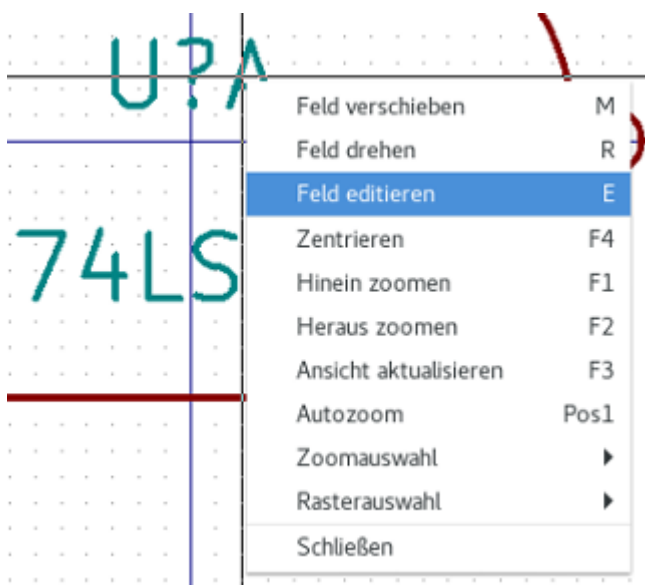 U?A
74LS
Feld verschieben M
Feld drehen R
Feld editieren E
Zentrieren F4
Hinein zoomen F1
Heraus zoomen F2
Ansicht aktualisieren F3
Autozoom Pos1
Zoomauswahl
Rasterauswahl
Schließen